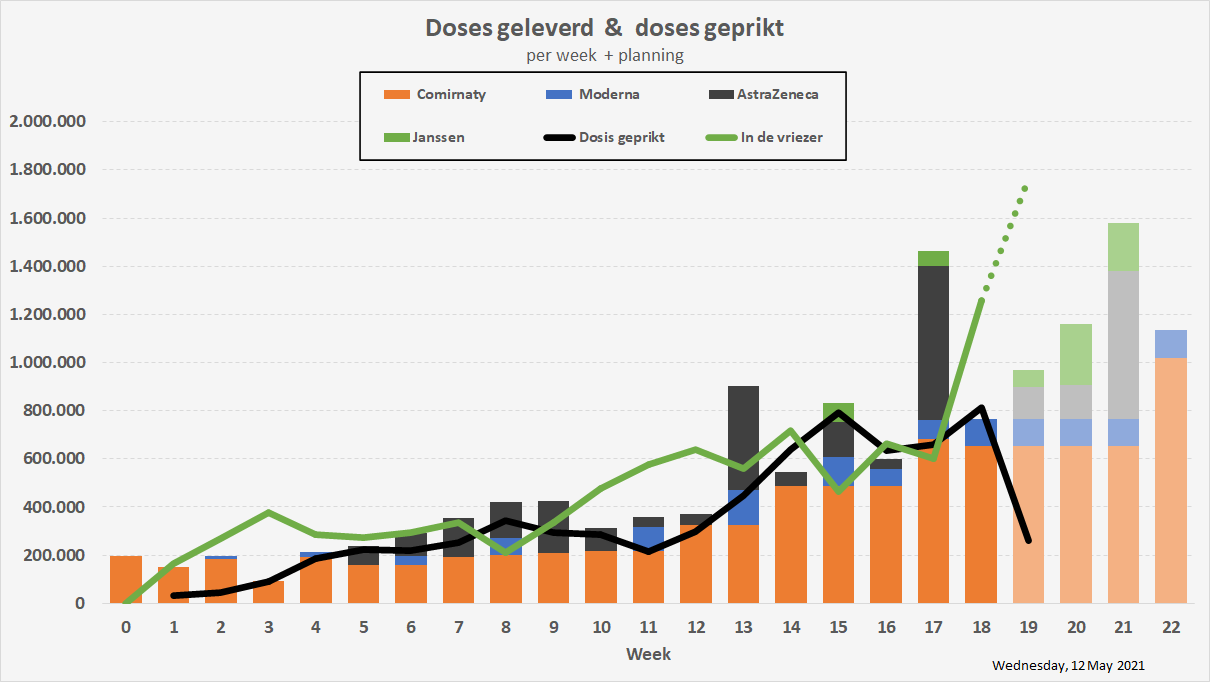 Doses geleverd & doses geprikt
per week + planning
Comirnaty Moderna AstraZeneca
Janssen Dosis geprikt In de vriezer
2.000.000
1.800.000
1.600.000
1.400.000
1.200.000
1.000.000
800.000
600.000
400.000
200.000
0
0 1 2 3 4 5 6 7 8 9 10 11 12 13 14 15 16 17 18 19 20 21 22
Week
Wednesday, 12 May 2021